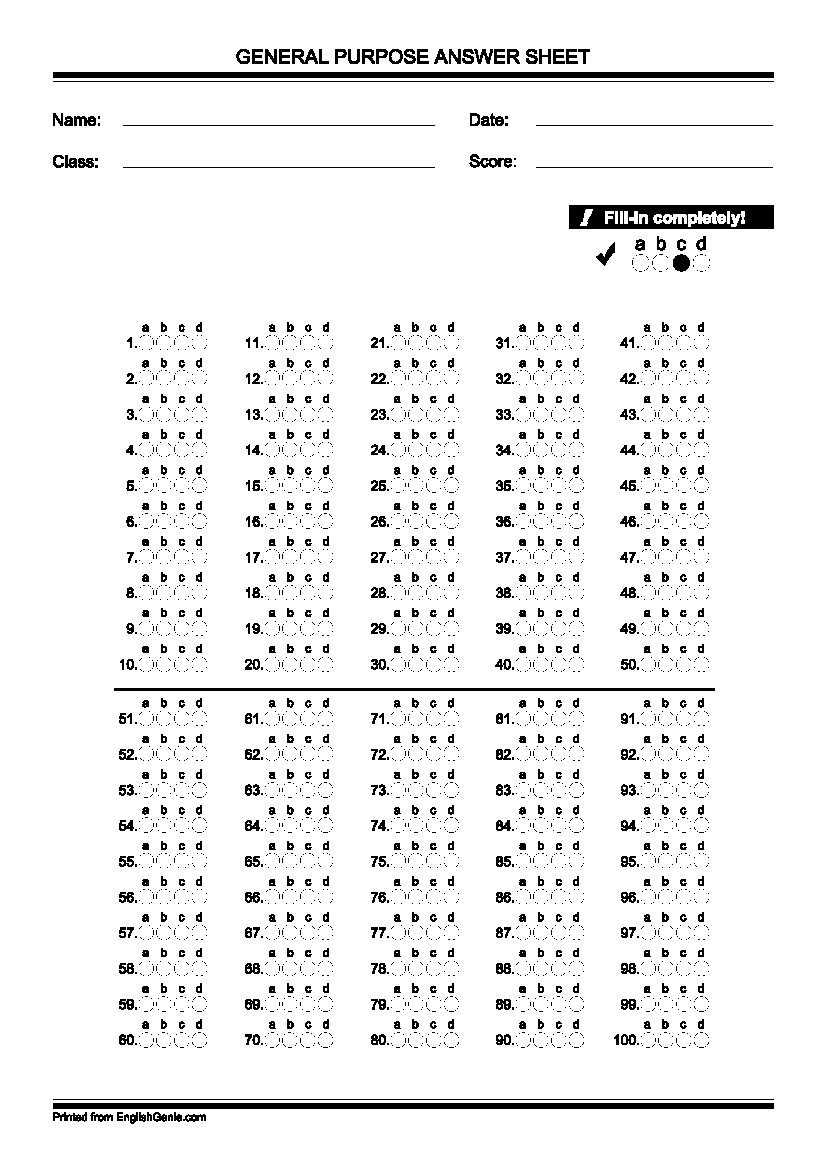 GENERAL PURPOSE ANSWER SHEET
Name: Date:
Class: Score:
! Fill-in completely!
a b c d
a b c d a b c d a b c d a b c d a b c d
1. 11. 21. 31. 41.
a b c d a b c d a b c d a b c d a b c d
2. 12. 22. 32. 42.
a b c d a b c d a b c d a b c d a b c d
3. 13. 23. 33. 43.
a b c d a b c d a b c d a b c d a b c d
4. 14. 24. 34. 44.
a b c d a b c d a b c d a b c d a b c d
5. 15. 25. 35. 45.
a b c d a b c d a b c d a b c d a b c d
6. 16. 26. 36. 46.
a b c d a b c d a b c d a b c d a b c d
7. 17. 27. 37. 47.
a b c d a b c d a b c d a b c d a b c d
8. 18. 28. 38. 48.
a b c d a b c d a b c d a b c d a b c d
9. 19. 29. 39. 49.
a b c d a b c d a b c d a b c d a b c d
10. 20. 30. 40. 50.
a b c d a b c d a b c d a b c d a b c d
51. 61. 71. 81. 91.
a b c d a b c d a b c d a b c d a b c d
52. 62. 72. 82. 92.
a b c d a b c d a b c d a b c d a b c d
53. 63. 73. 83. 93.
a b c d a b c d a b c d a b c d a b c d
54. 64. 74. 84. 94.
a b c d a b c d a b c d a b c d a b c d
55. 65. 75. 85. 95.
a b c d a b c d a b c d a b c d a b c d
56. 66. 76. 86. 96.
a b c d a b c d a b c d a b c d a b c d
57. 67. 77. 87. 97.
a b c d a b c d a b c d a b c d a b c d
58. 68. 78. 88. 98.
a b c d a b c d a b c d a b c d a b c d
59. 69. 79. 89. 99.
a b c d a b c d a b c d a b c d a b c d
60. 70. 80. 90. 100.
Printed from EnglishGenie.com